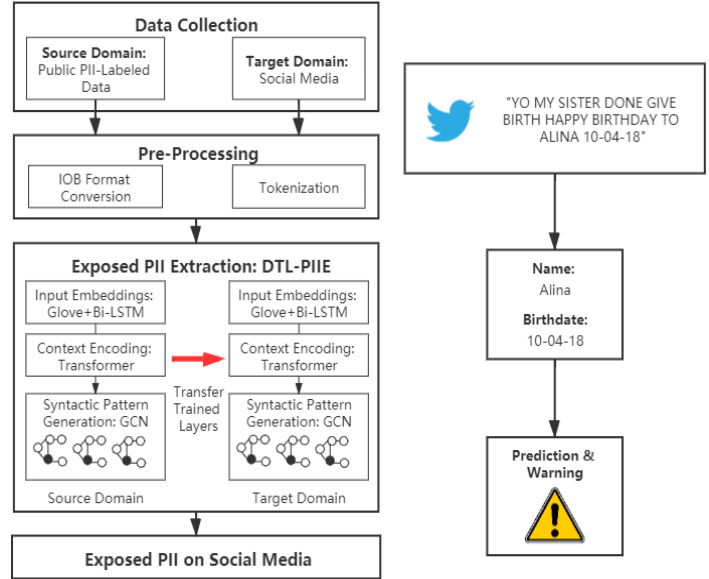 Data Collection
Source Domain:
Public PII-Labeled
Data
Target Domain:
Social Media
Pre-Processing
IOB Format
Conversion
Tokenization
Exposed PII Extraction: DTL-PIIE
Input Embeddings:
Glove+Bi-LSTM
Context Encoding:
Transformer
Syntactic Pattern
Generation: GCN
Source Domain
Transfer
Trained
Layers
Input Embeddings:
Glove+Bi-LSTM
Context Encoding:
Transformer
Syntactic Pattern
Generation: GCN
Target Domain
Exposed PII on Social Media
"YO MY SISTER DONE GIVE
BIRTH HAPPY BIRTHDAY TO
ALINA 10-04-18"
Name:
Alina
Birthdate:
10-04-18
Prediction &
Warning